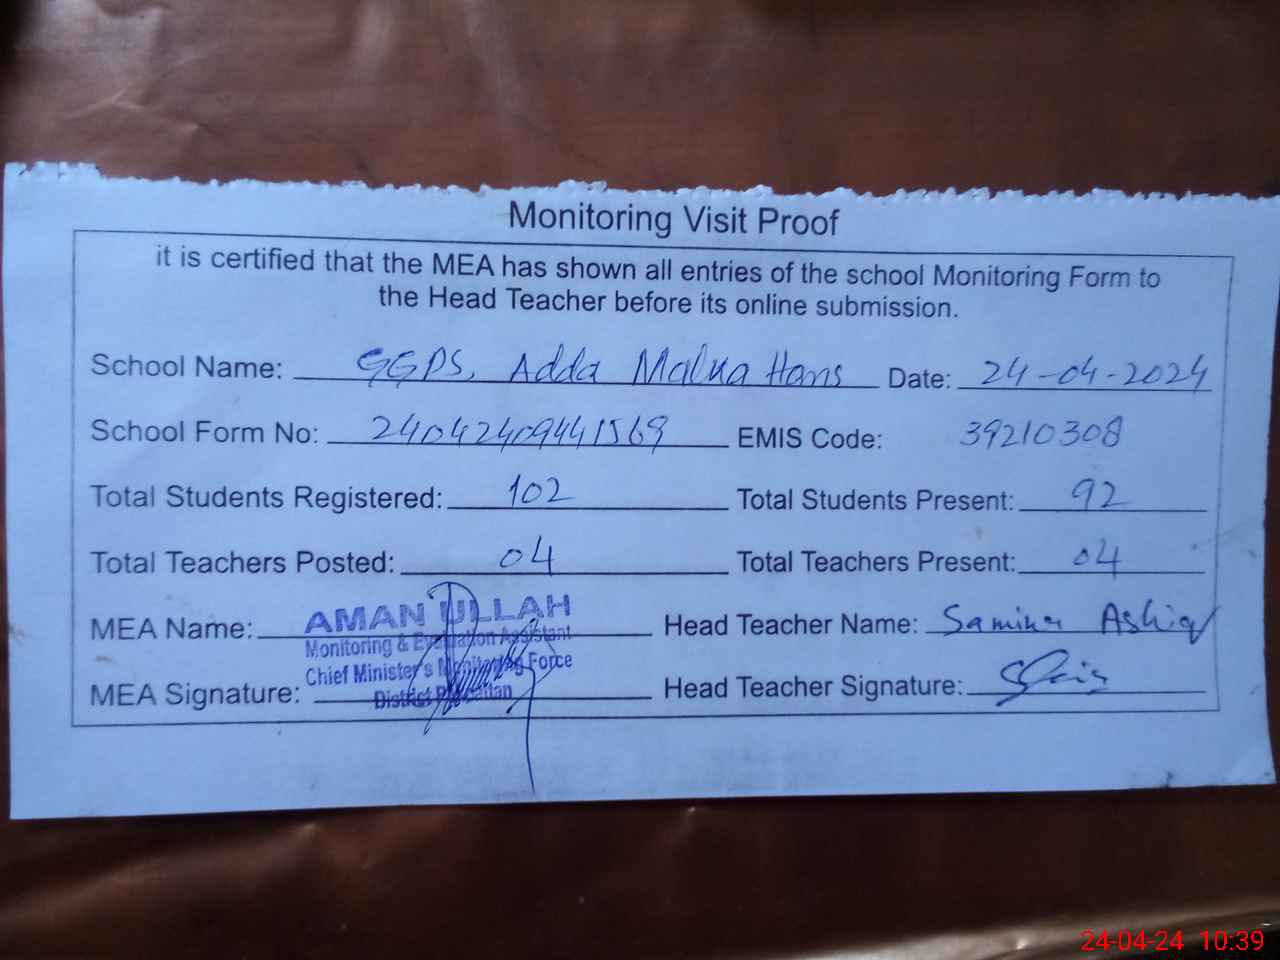 Monitoring Visit Proof
it is certified that the MEA has shown all entries of the school Monitoring Form to
the Head Teacher before its online submission.
School Name: GGPS, Adda Malka Hans Date: 24-04-2024
School Form No: 24042409441569 EMIS Code: 39210308
Total Students Registered: 102 Total Students Present: 92
Total Teachers Posted: 04 Total Teachers Present: 04
MEA Name: AMAN ULLAH Head Teacher Name: Samina Ashiq
Monitoring & Evaluation Assistant
Chief Minister's Monitoring Force
MEA Signature: District Head Teacher Signature:
24-04-24 10:39